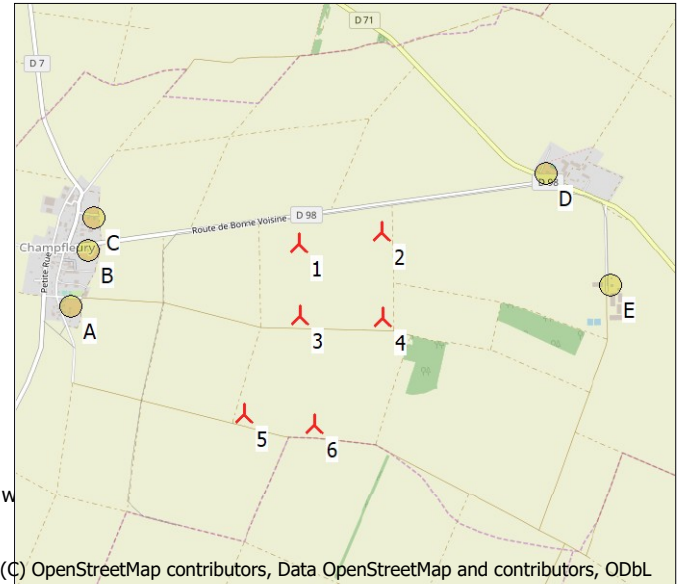 D 71
D 7
D 98
D 98
Route de Bonne Voisine
Champfleury
Petite Rue
C
B
A
D
E
1
2
3
4
5
6
w
(C) OpenStreetMap contributors, Data OpenStreetMap and contributors, ODbL